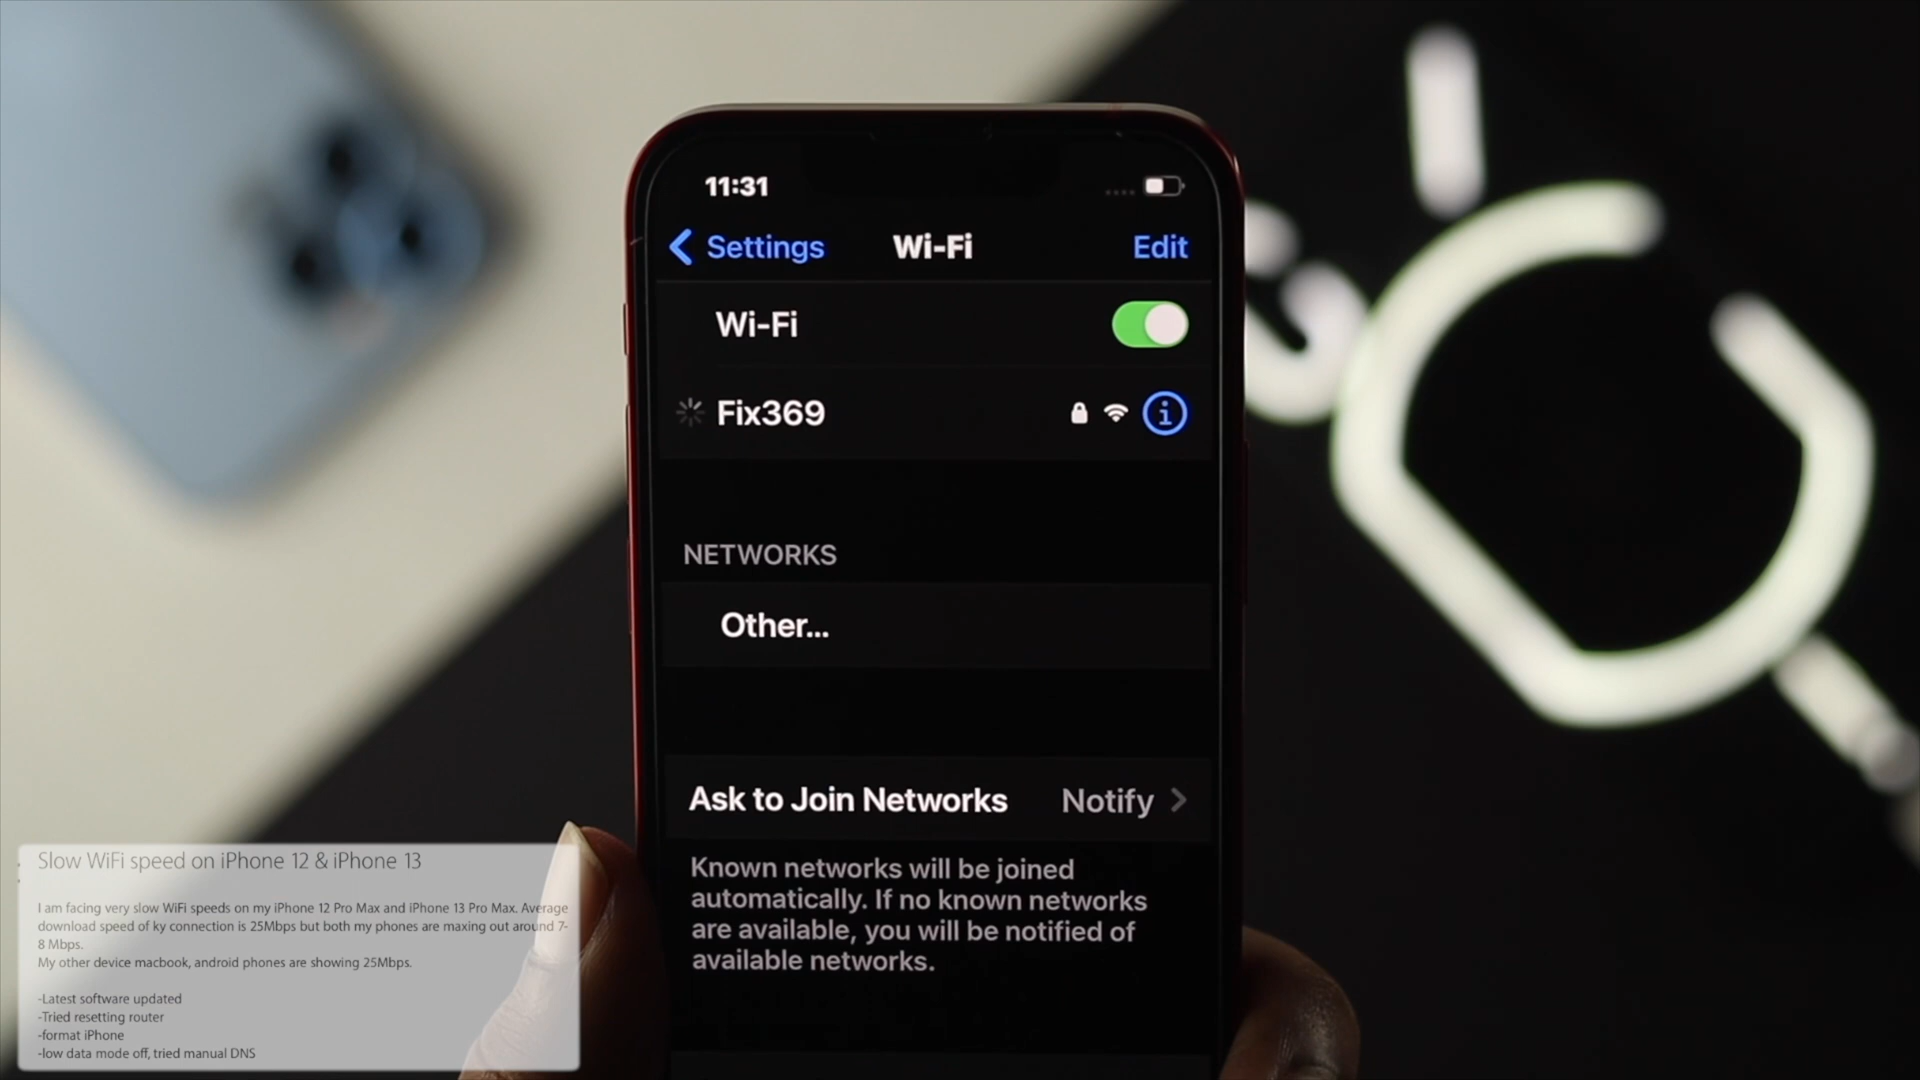 11:31
Settings Wi-Fi Edit
Wi-Fi
Fix369
NETWORKS
Other...
Ask to Join Networks Notify
Known networks will be joined
automatically. If no known networks
are available, you will be notified of
available networks.
Slow WiFi speed on iPhone 12 & iPhone 13
I am facing very slow WiFi speeds on my iPhone 12 Pro Max and iPhone 13 Pro Max. Average
download speed of ky connection is 25Mbps but both my phones are maxing out around 7-
8 Mbps.
My other device macbook, android phones are showing 25Mbps.
-Latest software updated
-Tried resetting router
-format iPhone
-low data mode off, tried manual DNS